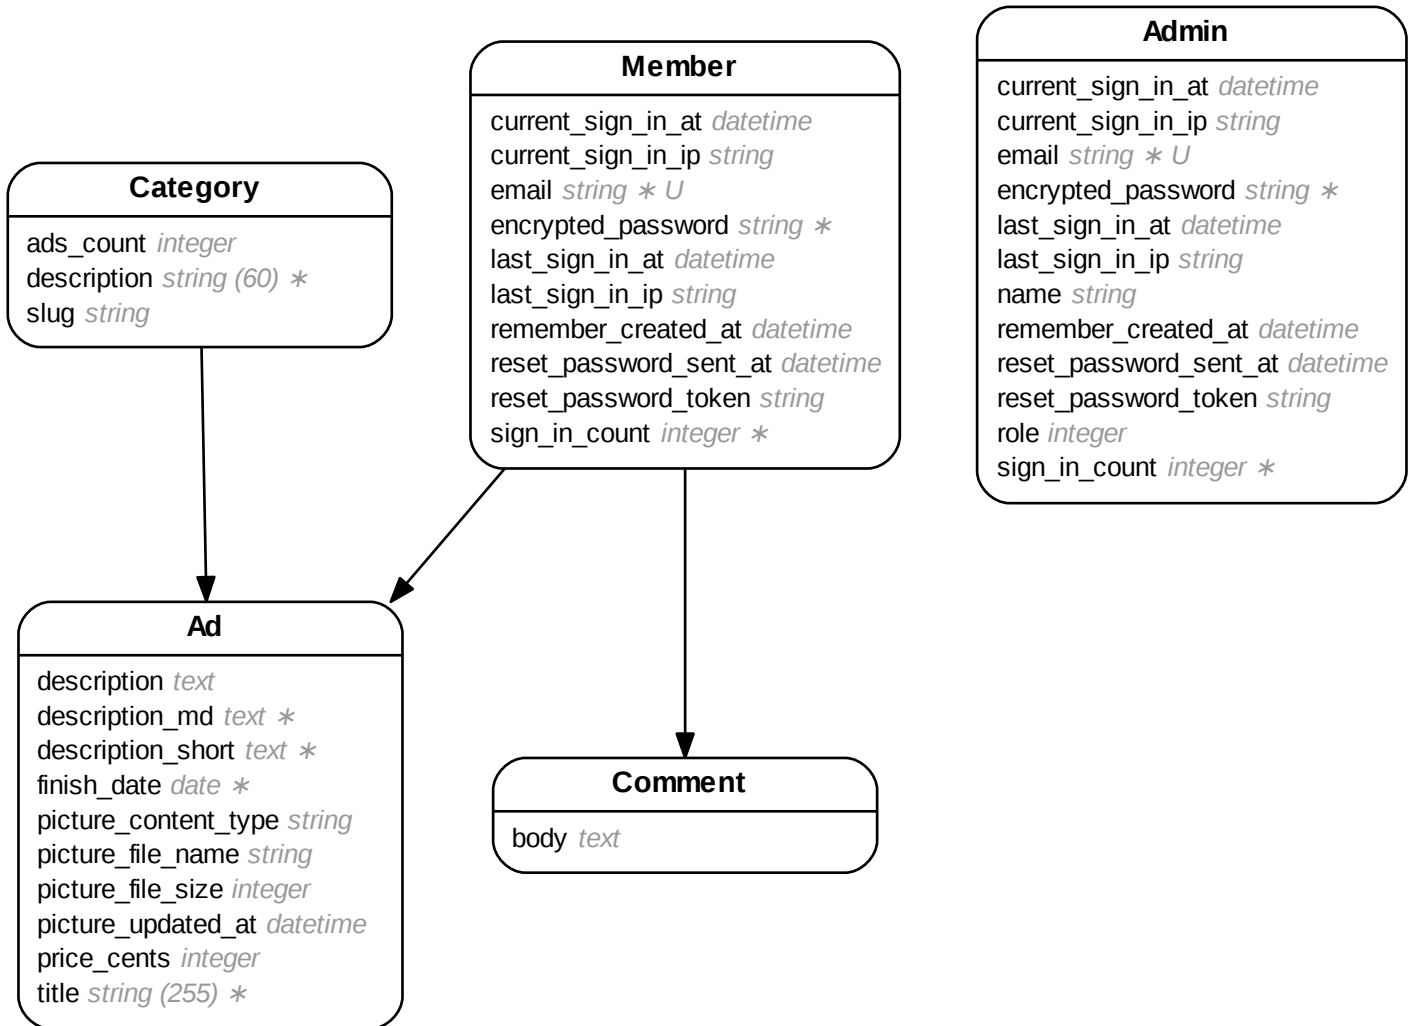 Category
ads_count integer
description string (60) ∗
slug string
Member
current_sign_in_at datetime
current_sign_in_ip string
email string ∗ U
encrypted_password string ∗
last_sign_in_at datetime
last_sign_in_ip string
remember_created_at datetime
reset_password_sent_at datetime
reset_password_token string
sign_in_count integer ∗
Admin
current_sign_in_at datetime
current_sign_in_ip string
email string ∗ U
encrypted_password string ∗
last_sign_in_at datetime
last_sign_in_ip string
name string
remember_created_at datetime
reset_password_sent_at datetime
reset_password_token string
role integer
sign_in_count integer ∗
Ad
description text
description_md text ∗
description_short text ∗
finish_date date ∗
picture_content_type string
picture_file_name string
picture_file_size integer
picture_updated_at datetime
price_cents integer
title string (255) ∗
Comment
body text